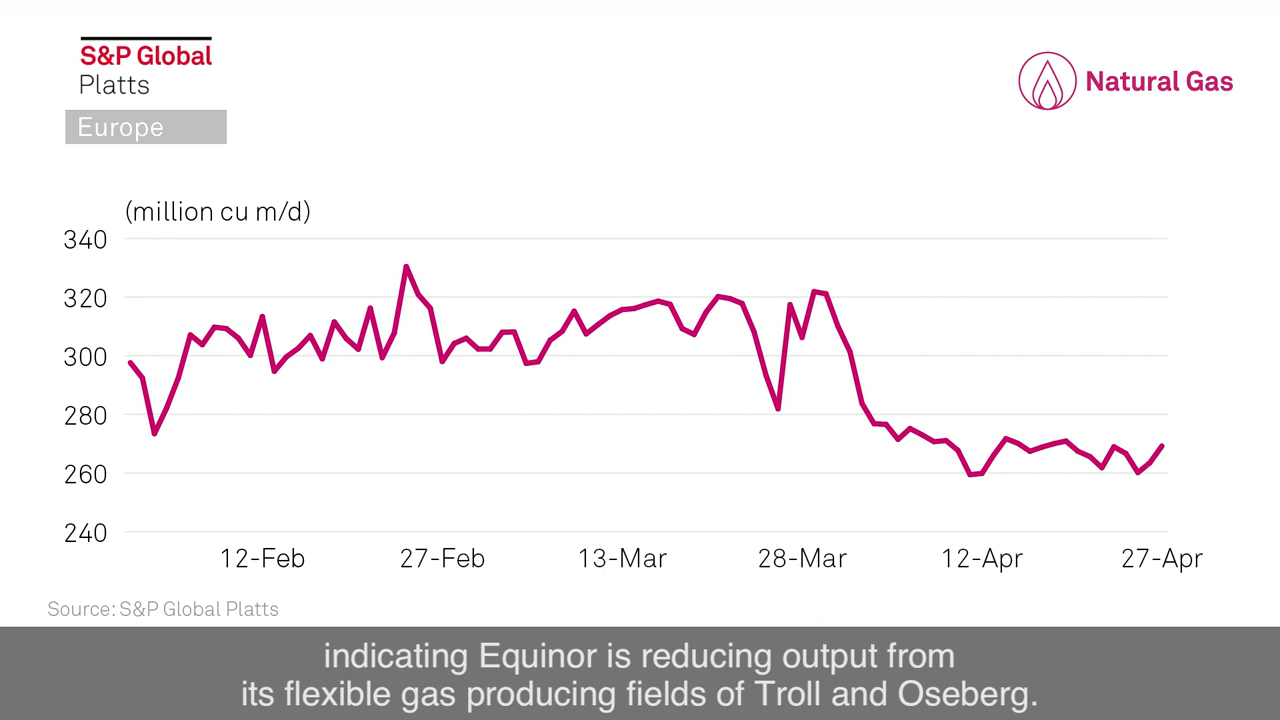 S&P Global
Platts
Europe
Natural Gas
(million cu m/d)
340
320
300
280
260
240
12-Feb 27-Feb 13-Mar 28-Mar 12-Apr 27-Apr
Source: S&P Global Platts
indicating Equinor is reducing output from
its flexible gas producing fields of Troll and Oseberg.